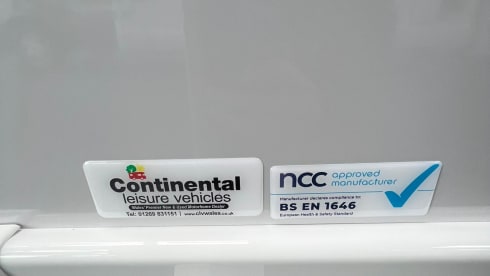 Continental
leisure vehicles
Wales' Premier New & Used Motorhome Dealer
Tel: 01269 831151 | www.clvwales.co.uk
ncc approved
manufacturer
Manufacturer declares compliance to:
BS EN 1646
European Health & Safety Standard